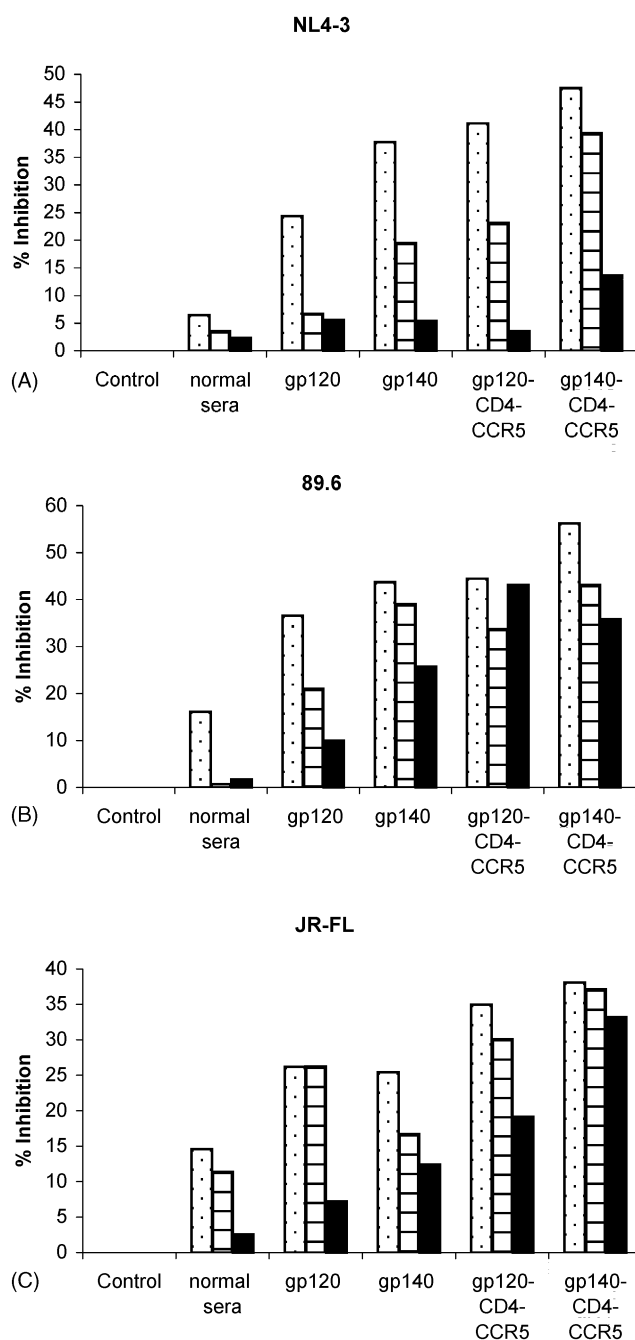 NL4-3
50
45
40
35
30
25
20
15
10
5
0
% Inhibition
Control
normal sera
gp120
gp140
gp120-CD4-CCR5
gp140-CD4-CCR5
(A)
89.6
60
50
40
30
20
10
0
% Inhibition
Control
normal sera
gp120
gp140
gp120-CD4-CCR5
gp140-CD4-CCR5
(B)
JR-FL
40
35
30
25
20
15
10
5
0
% Inhibition
Control
normal sera
gp120
gp140
gp120-CD4-CCR5
gp140-CD4-CCR5
(C)